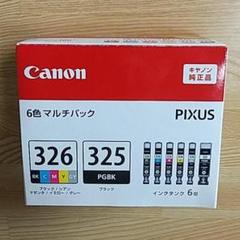 Canon
キヤノン
純正品
6色マルチパック
PIXUS
326
325
BK C M Y GY
PGBK
ブラック/シアン
マゼンタ/イエロー/グレー
ブラック
インクタンク6個